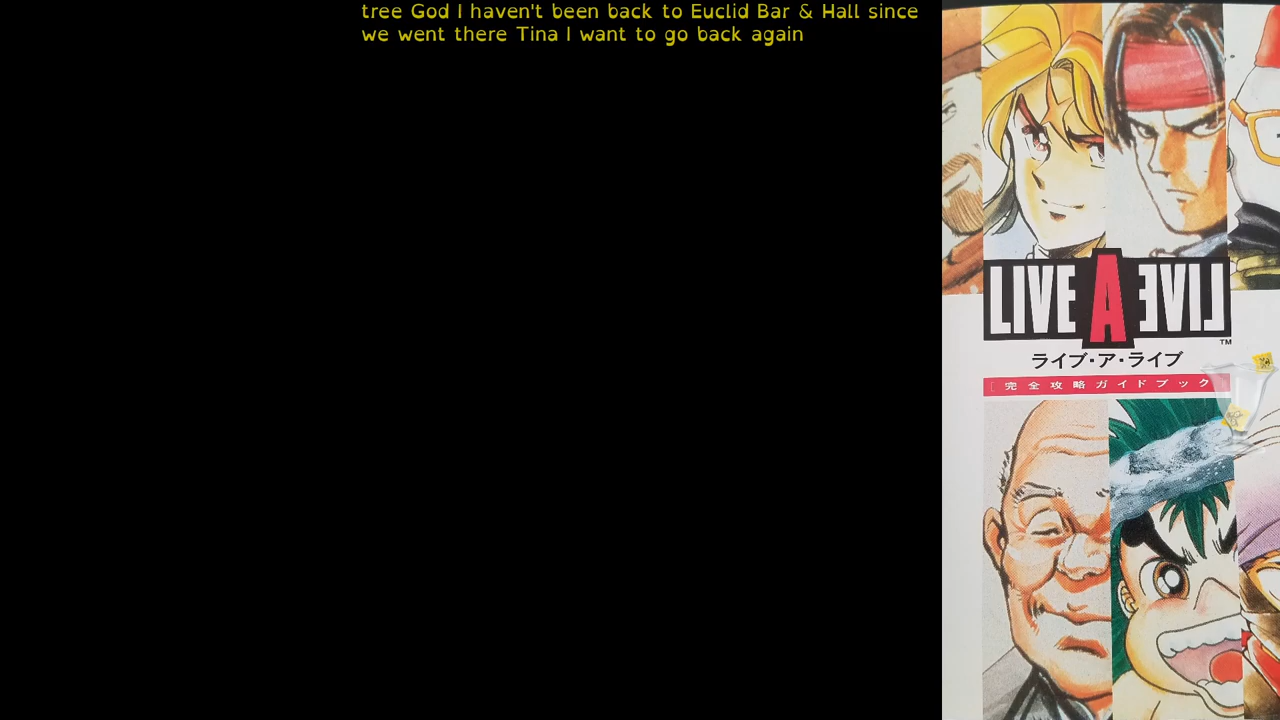 tree God I haven't been back to Euclid Bar & Hall since
we went there Tina I want to go back again
LIVE A LIVE
TM
ライブ・ア・ライブ
[完全攻略ガイドブック